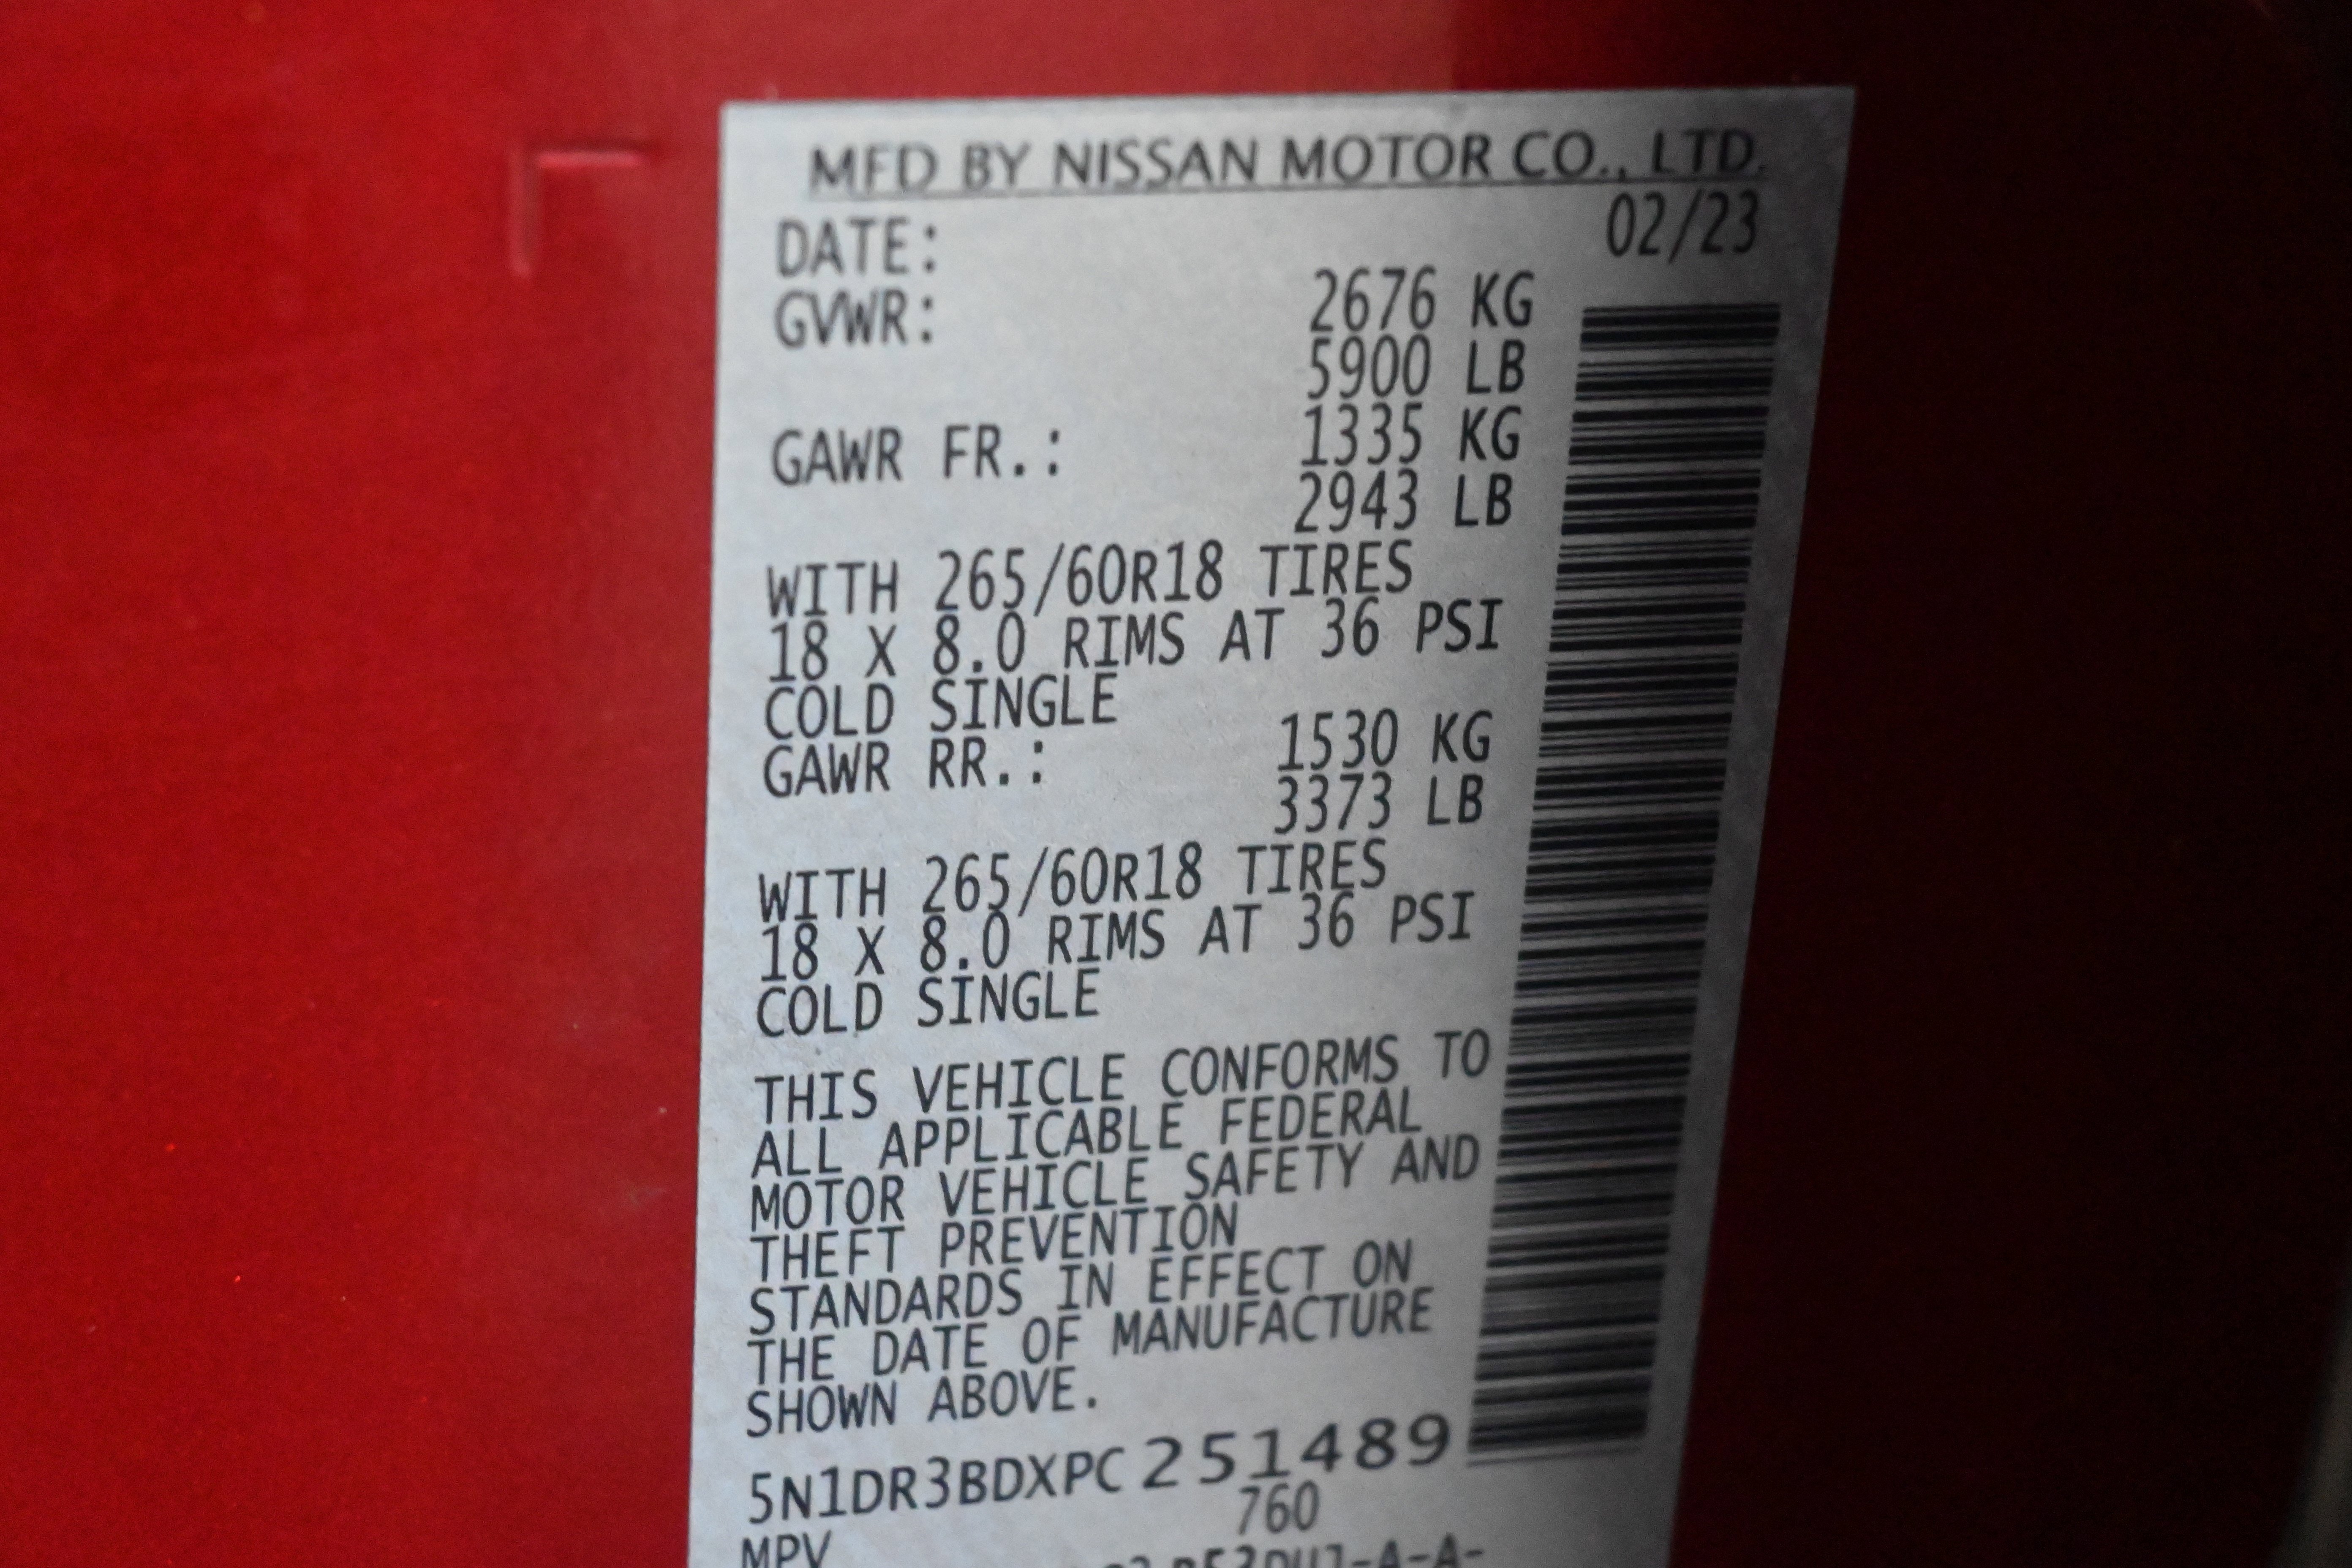 MFD BY NISSAN MOTOR CO., LTD.
DATE: 02/23
GVWR: 2676 KG
5900 LB
GAWR FR.: 1335 KG
2943 LB
WITH 265/60R18 TIRES
18 X 8.0 RIMS AT 36 PSI
COLD SINGLE
GAWR RR.: 1530 KG
3373 LB
WITH 265/60R18 TIRES
18 X 8.0 RIMS AT 36 PSI
COLD SINGLE
THIS VEHICLE CONFORMS TO
ALL APPLICABLE FEDERAL
MOTOR VEHICLE SAFETY AND
THEFT PREVENTION
STANDARDS IN EFFECT ON
THE DATE OF MANUFACTURE
SHOWN ABOVE.
5N1DR3BDXPC251489
760
MPV